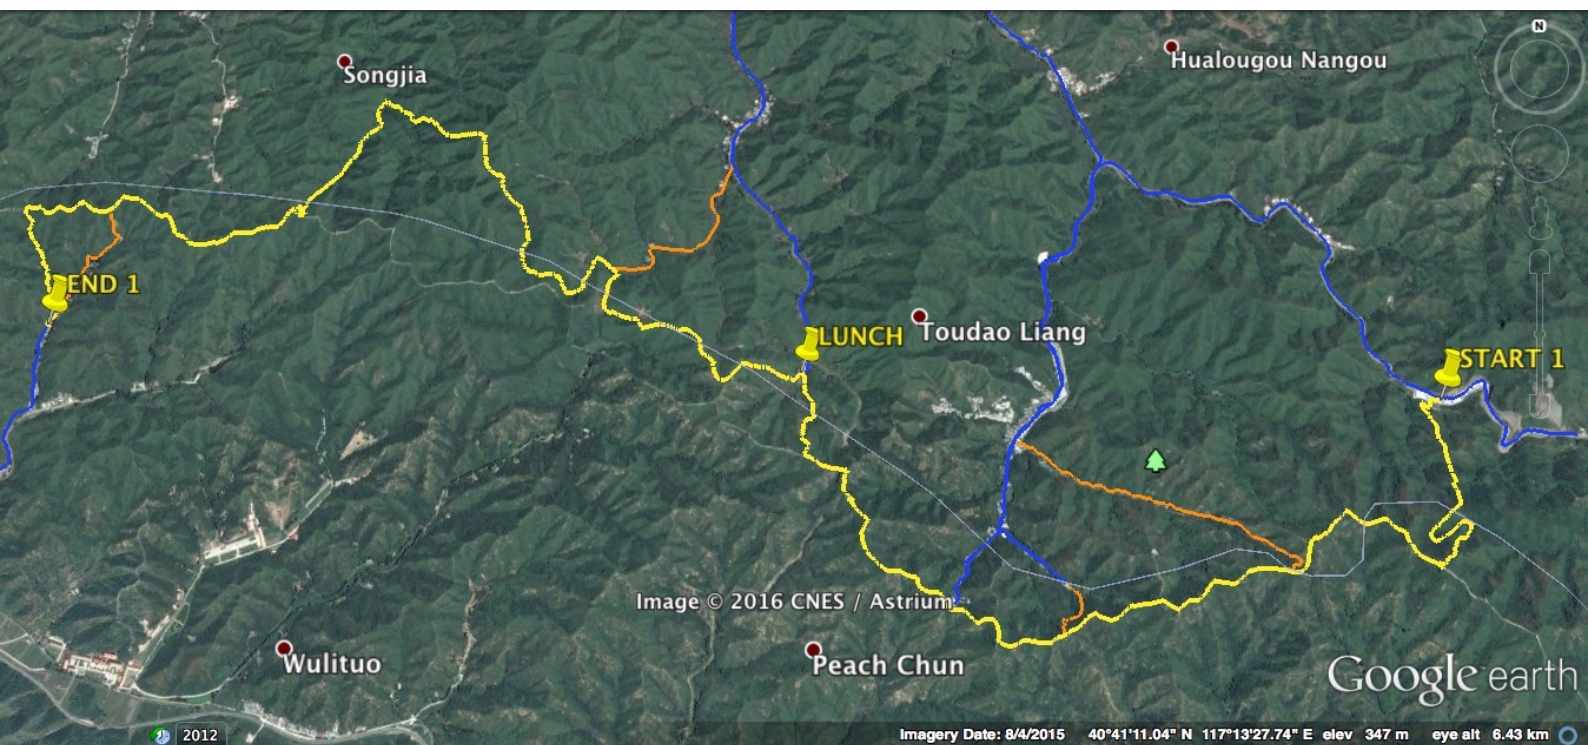 N
Songjia
Hualougou Nangou
END 1
LUNCH
Toudao Liang
START 1
Image © 2016 CNES / Astrium
Wulituo
Peach Chun
Google earth
2012
Imagery Date: 8/4/2015 40°41'11.04" N 117°13'27.74" E elev 347 m eye alt 6.43 km